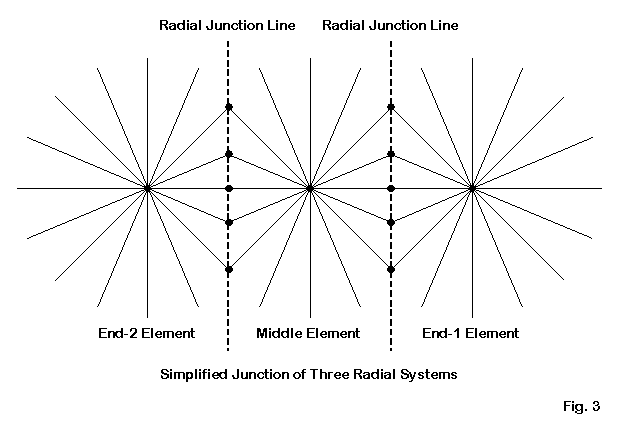 Radial Junction Line
Radial Junction Line
End-2 Element
Middle Element
End-1 Element
Simplified Junction of Three Radial Systems
Fig. 3